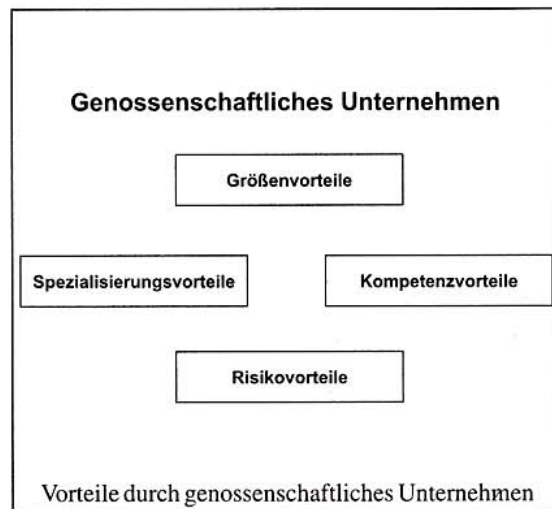 Genossenschaftliches Unternehmen
Größenvorteile
Spezialisierungsvorteile
Kompetenzvorteile
Risikovorteile
Vorteile durch genossenschaftliches Unternehmen